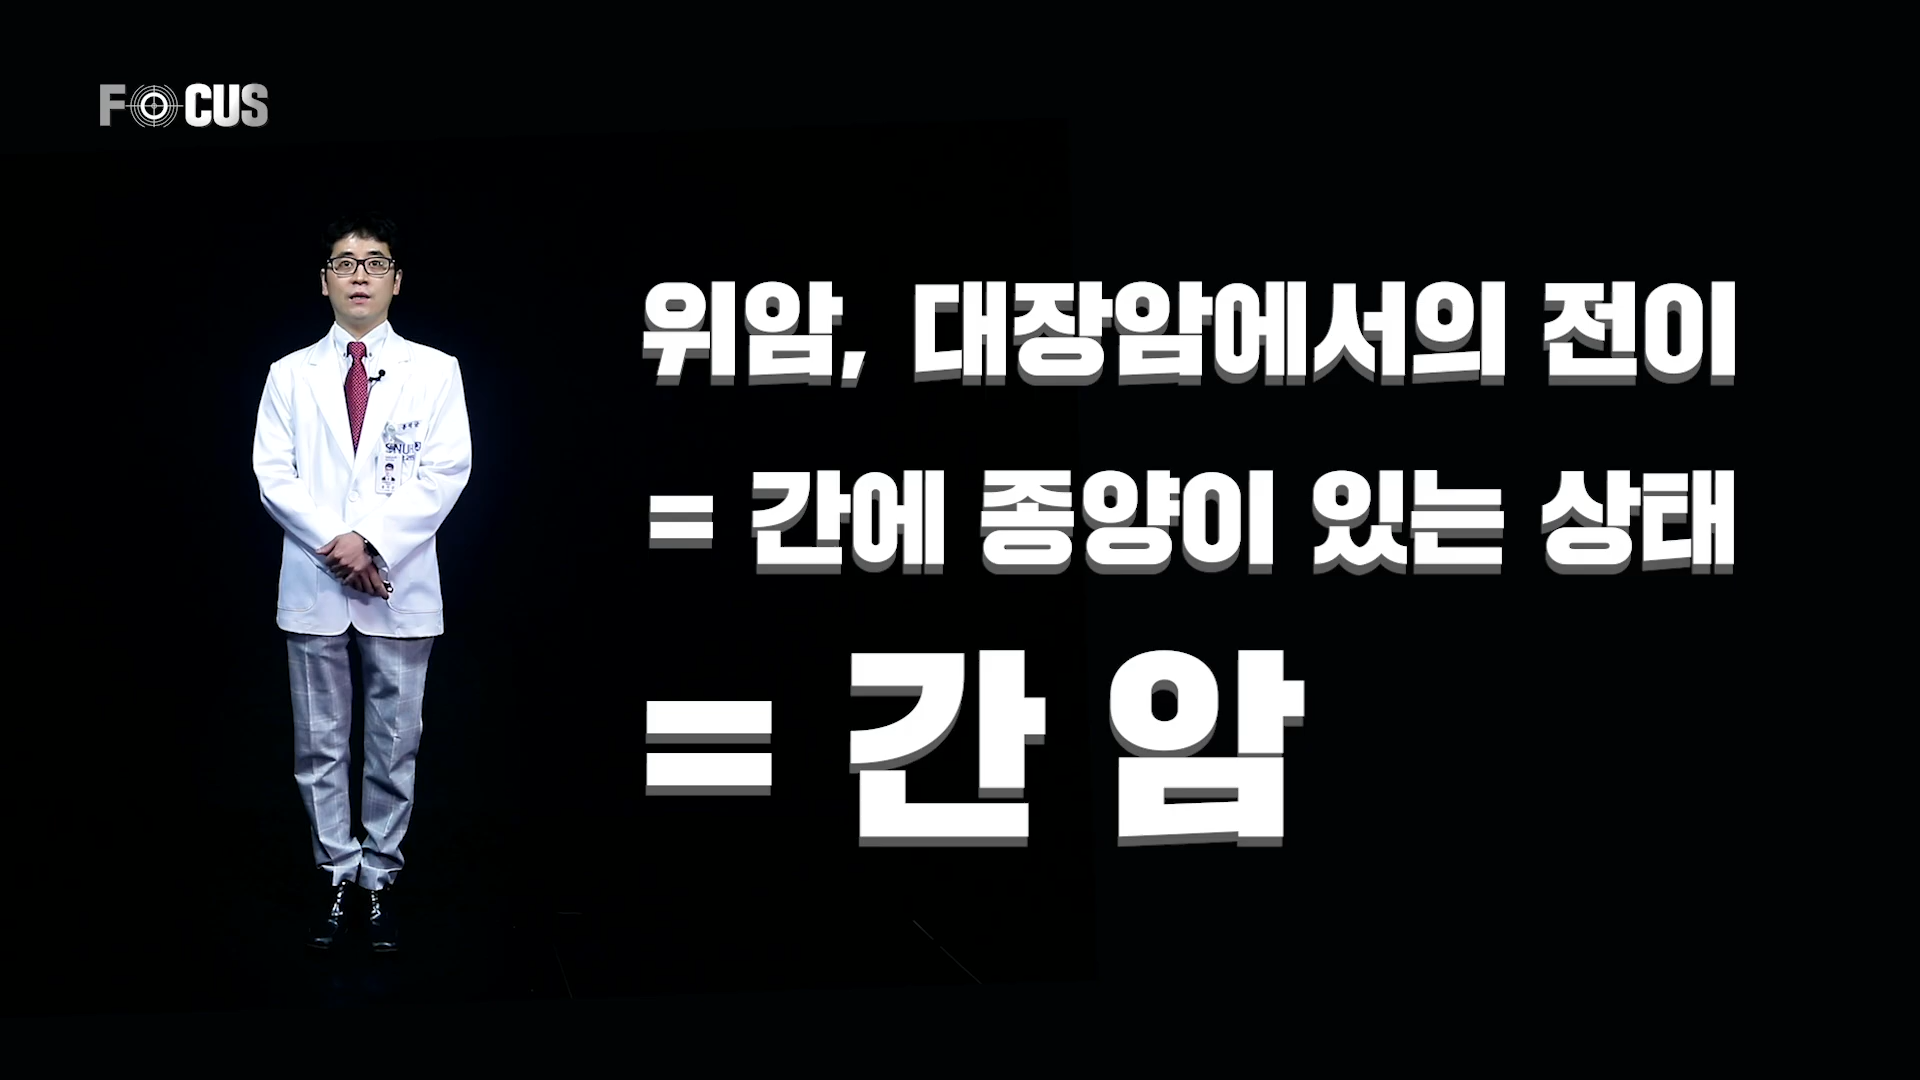 FOCUS
위암, 대장암에서의 전이
= 간에 종양이 있는 상태
= 간 암
SNUH